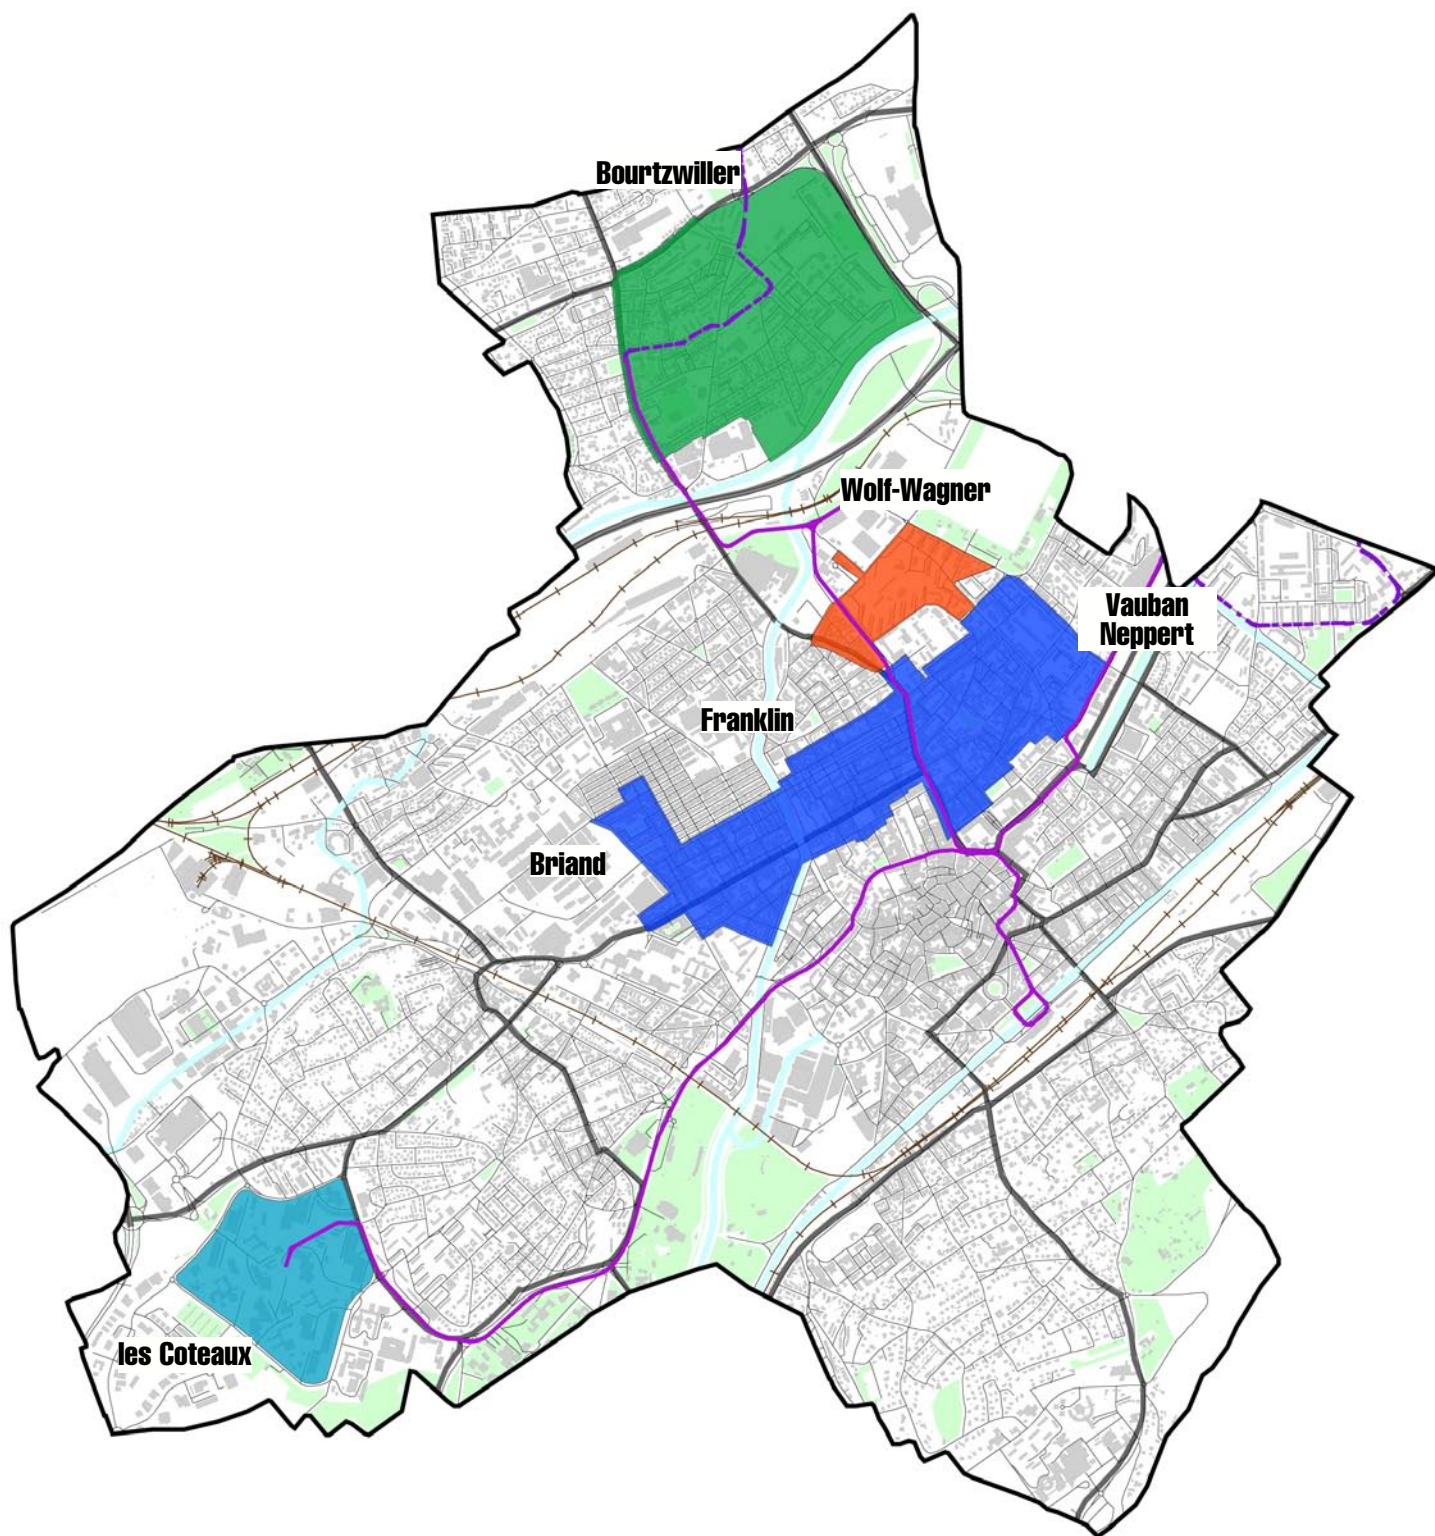 Bourtzwiller
Wolf-Wagner
Vauban
Neppert
Franklin
Briand
les Coteaux